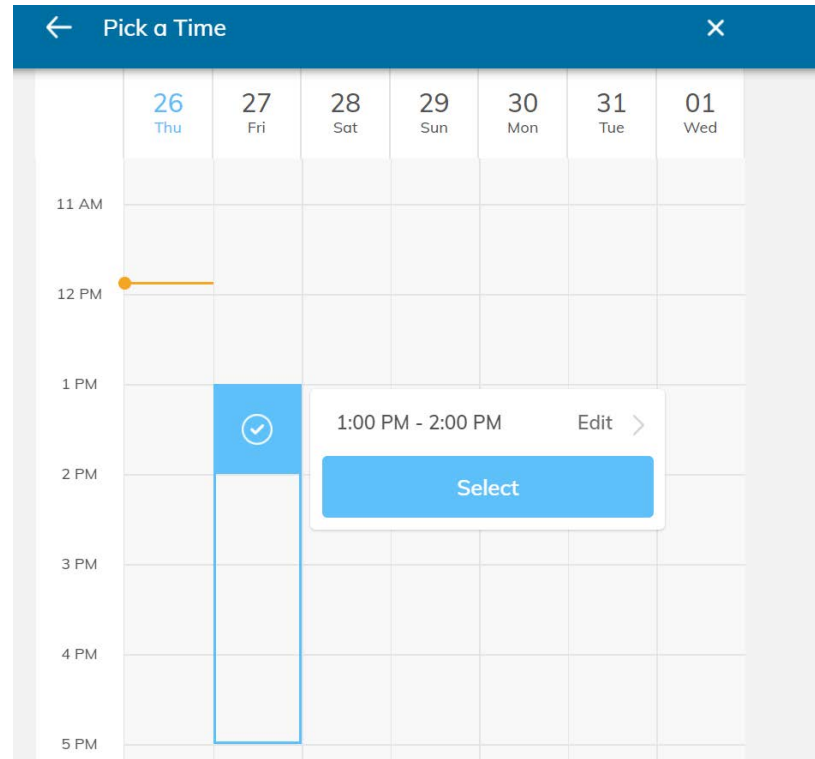 Pick a Time
26 27 28 29 30 31 01
Thu Fri Sat Sun Mon Tue Wed
11 AM
12 PM
1 PM
1:00 PM - 2:00 PM Edit
2 PM
Select
3 PM
4 PM
5 PM